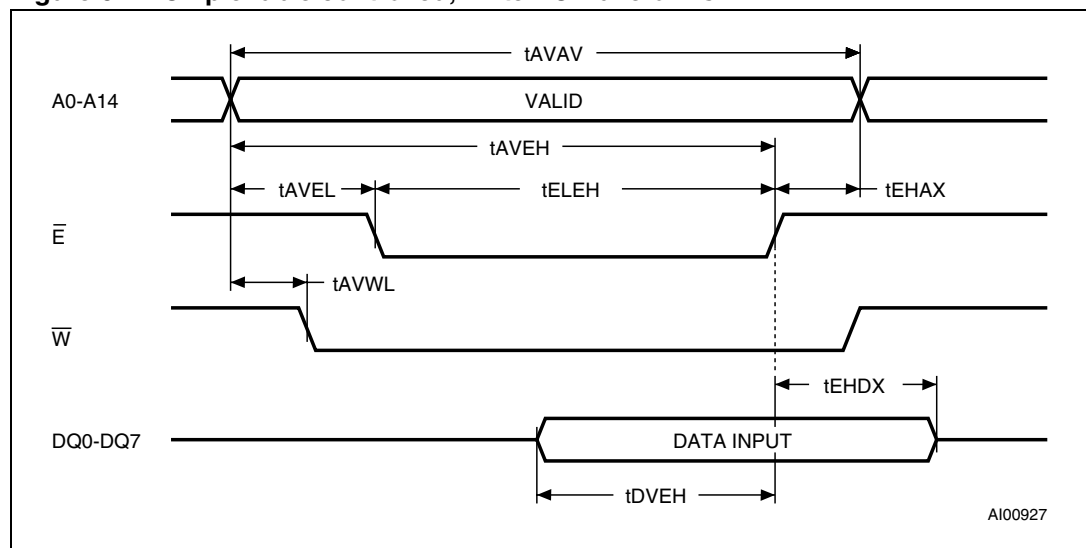 tAVAV
A0-A14
VALID
tAVEH
tAVEL
tELEH
tEHAX
E
tAVWL
W
tEHDX
DQ0-DQ7
DATA INPUT
tDVEH
AI00927